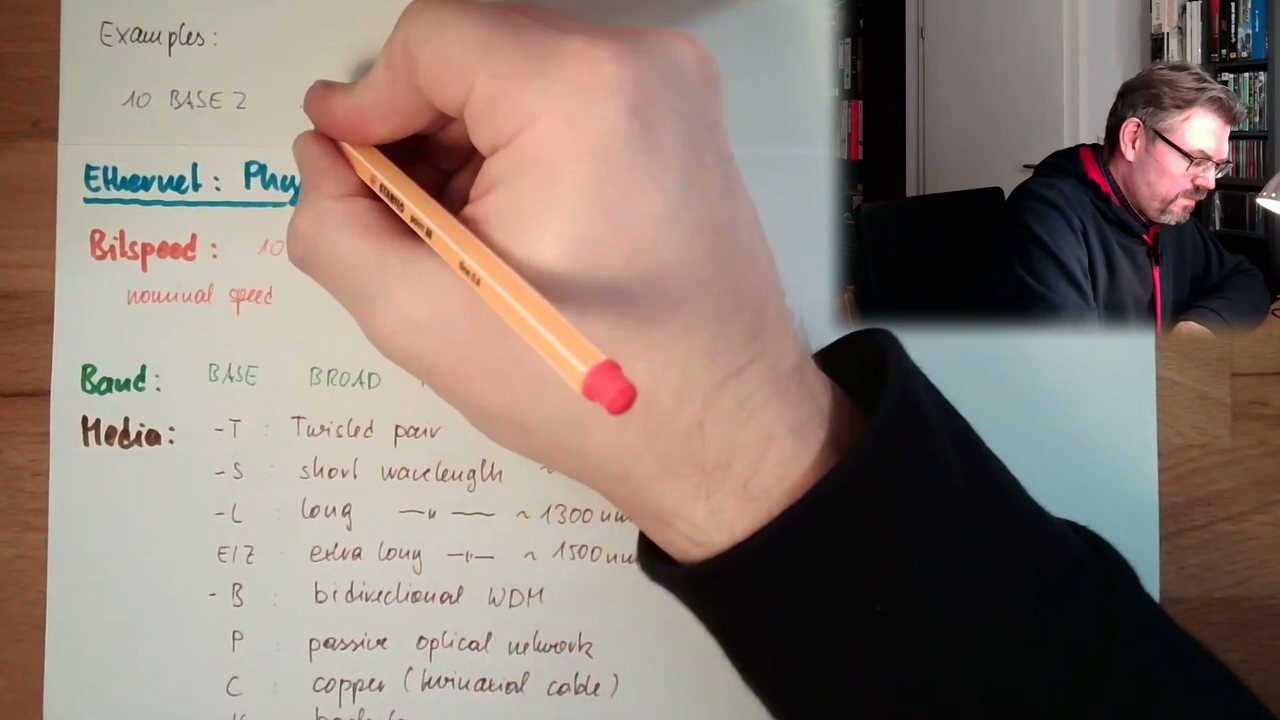 Examples:
10 BASE 2
Ethernet: Phy
Bitspeed: 10
nominal speed
Band: BASE BROAD
Media: -T : Twisted pair
-S : short wavelength ~
-L : long —"— ~1300 nm
E/Z : extra long —"— ~1500 nm
-B : bidirectional WDM
P passive optical network
C copper (twinaxial cable)